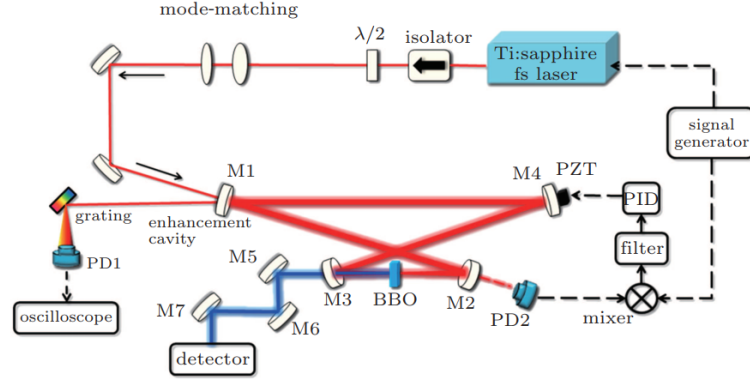 mode-matching
λ/2
isolator
Ti:sapphire
fs laser
signal
generator
M1
M4
PZT
PID
grating
enhancement
cavity
filter
PD1
M5
M3
BBO
M2
M7
M6
PD2
mixer
oscilloscope
detector